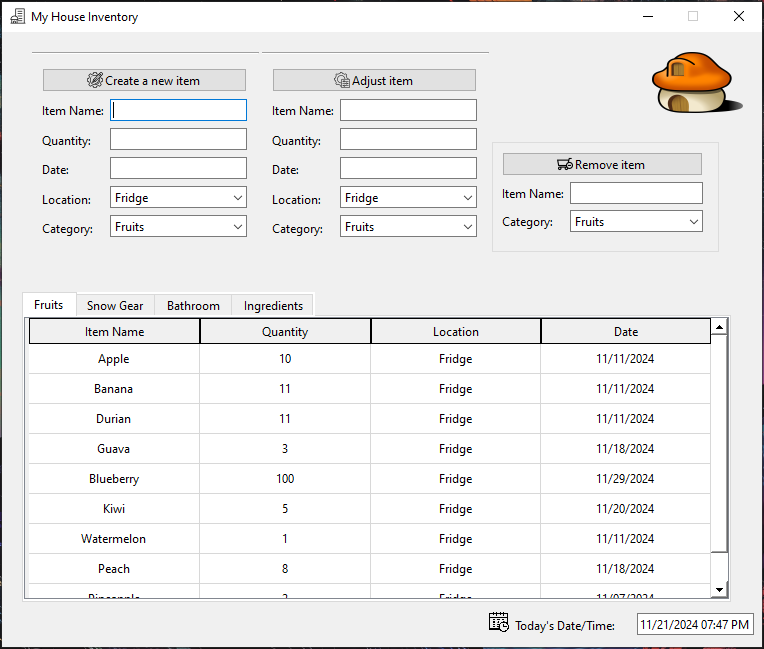 My House Inventory
Create a new item
Item Name:
Quantity:
Date:
Location: Fridge
Category: Fruits
Adjust item
Item Name:
Quantity:
Date:
Location: Fridge
Category: Fruits
Remove item
Item Name:
Category: Fruits
Fruits Snow Gear Bathroom Ingredients
Item Name Quantity Location Date
Apple 10 Fridge 11/11/2024
Banana 11 Fridge 11/11/2024
Durian 11 Fridge 11/11/2024
Guava 3 Fridge 11/18/2024
Blueberry 100 Fridge 11/29/2024
Kiwi 5 Fridge 11/20/2024
Watermelon 1 Fridge 11/11/2024
Peach 8 Fridge 11/18/2024
Today's Date/Time: 11/21/2024 07:47 PM